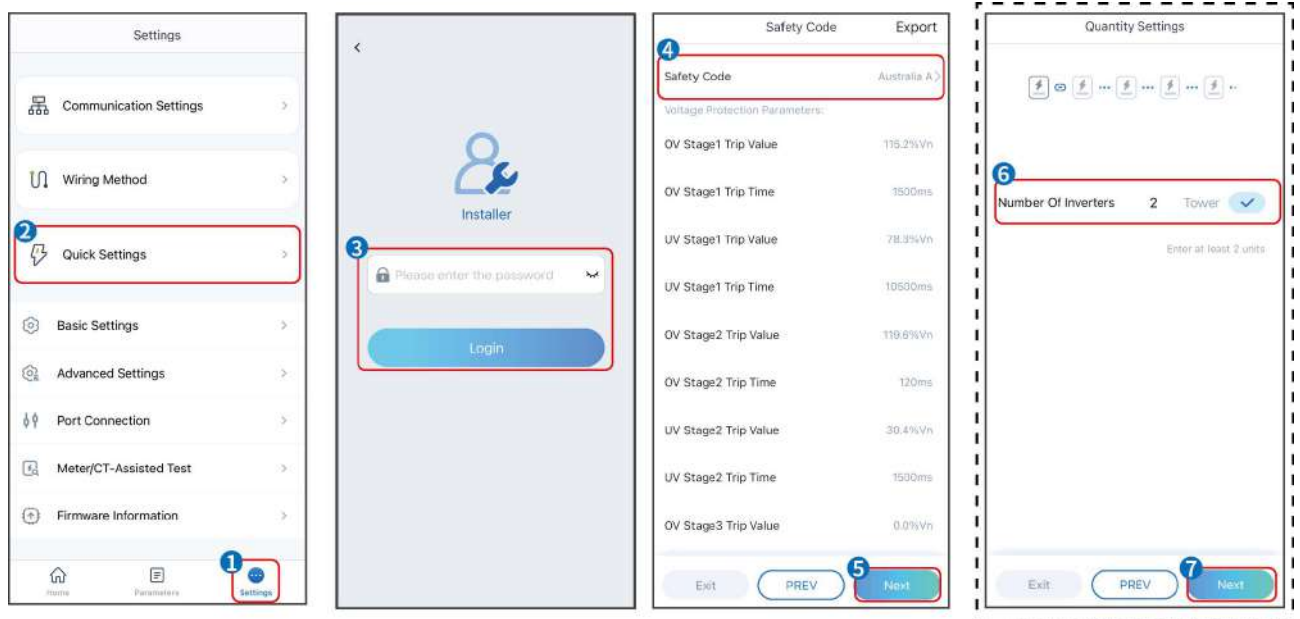 Settings
Communication Settings
Wiring Method
2
Quick Settings
Basic Settings
Advanced Settings
Port Connection
Meter/CT-Assisted Test
Firmware Information
1
Home
Parameters
Settings
Installer
3
Please enter the password
Login
Safety Code Export
4
Safety Code Australia A
Voltage Protection Parameters:
OV Stage1 Trip Value 115.2%Vn
OV Stage1 Trip Time 1500ms
UV Stage1 Trip Value 78.3%Vn
UV Stage1 Trip Time 10500ms
OV Stage2 Trip Value 119.6%Vn
OV Stage2 Trip Time 120ms
UV Stage2 Trip Value 30.4%Vn
UV Stage2 Trip Time 1500ms
OV Stage3 Trip Value 0.0%Vn
5
Exit PREV Next
Quantity Settings
6
Number Of Inverters 2 Tower
Enter at least 2 units
7
Exit PREV Next